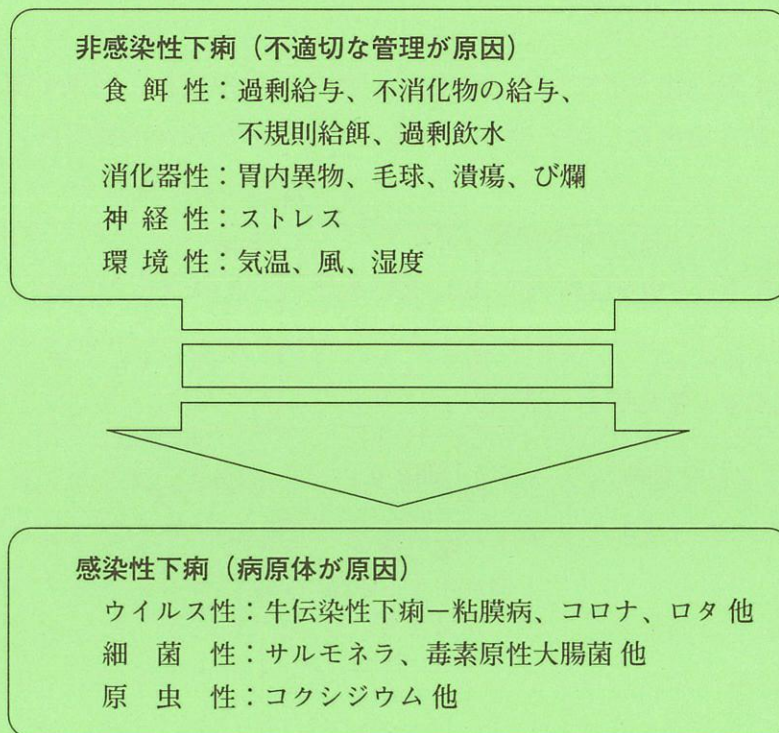 非感染性下痢（不適切な管理が原因）
食 餌 性：過剰給与、不消化物の給与、
不規則給餌、過剰飲水
消化器性：胃内異物、毛球、潰瘍、び爛
神 経 性：ストレス
環 境 性：気温、風、湿度
感染性下痢（病原体が原因）
ウイルス性：牛伝染性下痢－粘膜病、コロナ、ロタ 他
細　菌　性：サルモネラ、毒素原性大腸菌 他
原　虫　性：コクシジウム 他